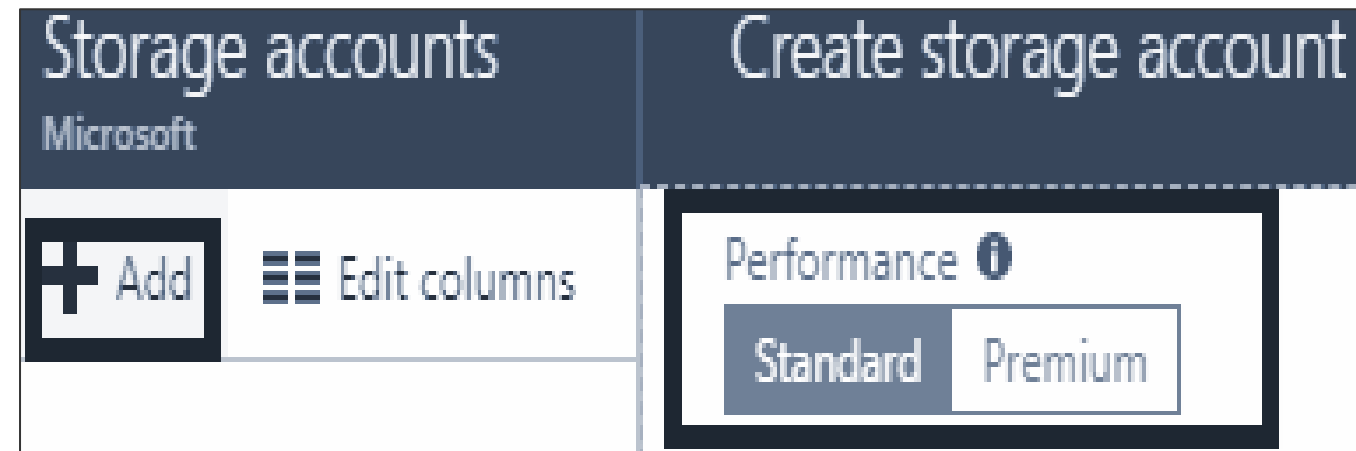 Storage accounts
Microsoft
Add
Edit columns
Create storage account
Performance
Standard
Premium